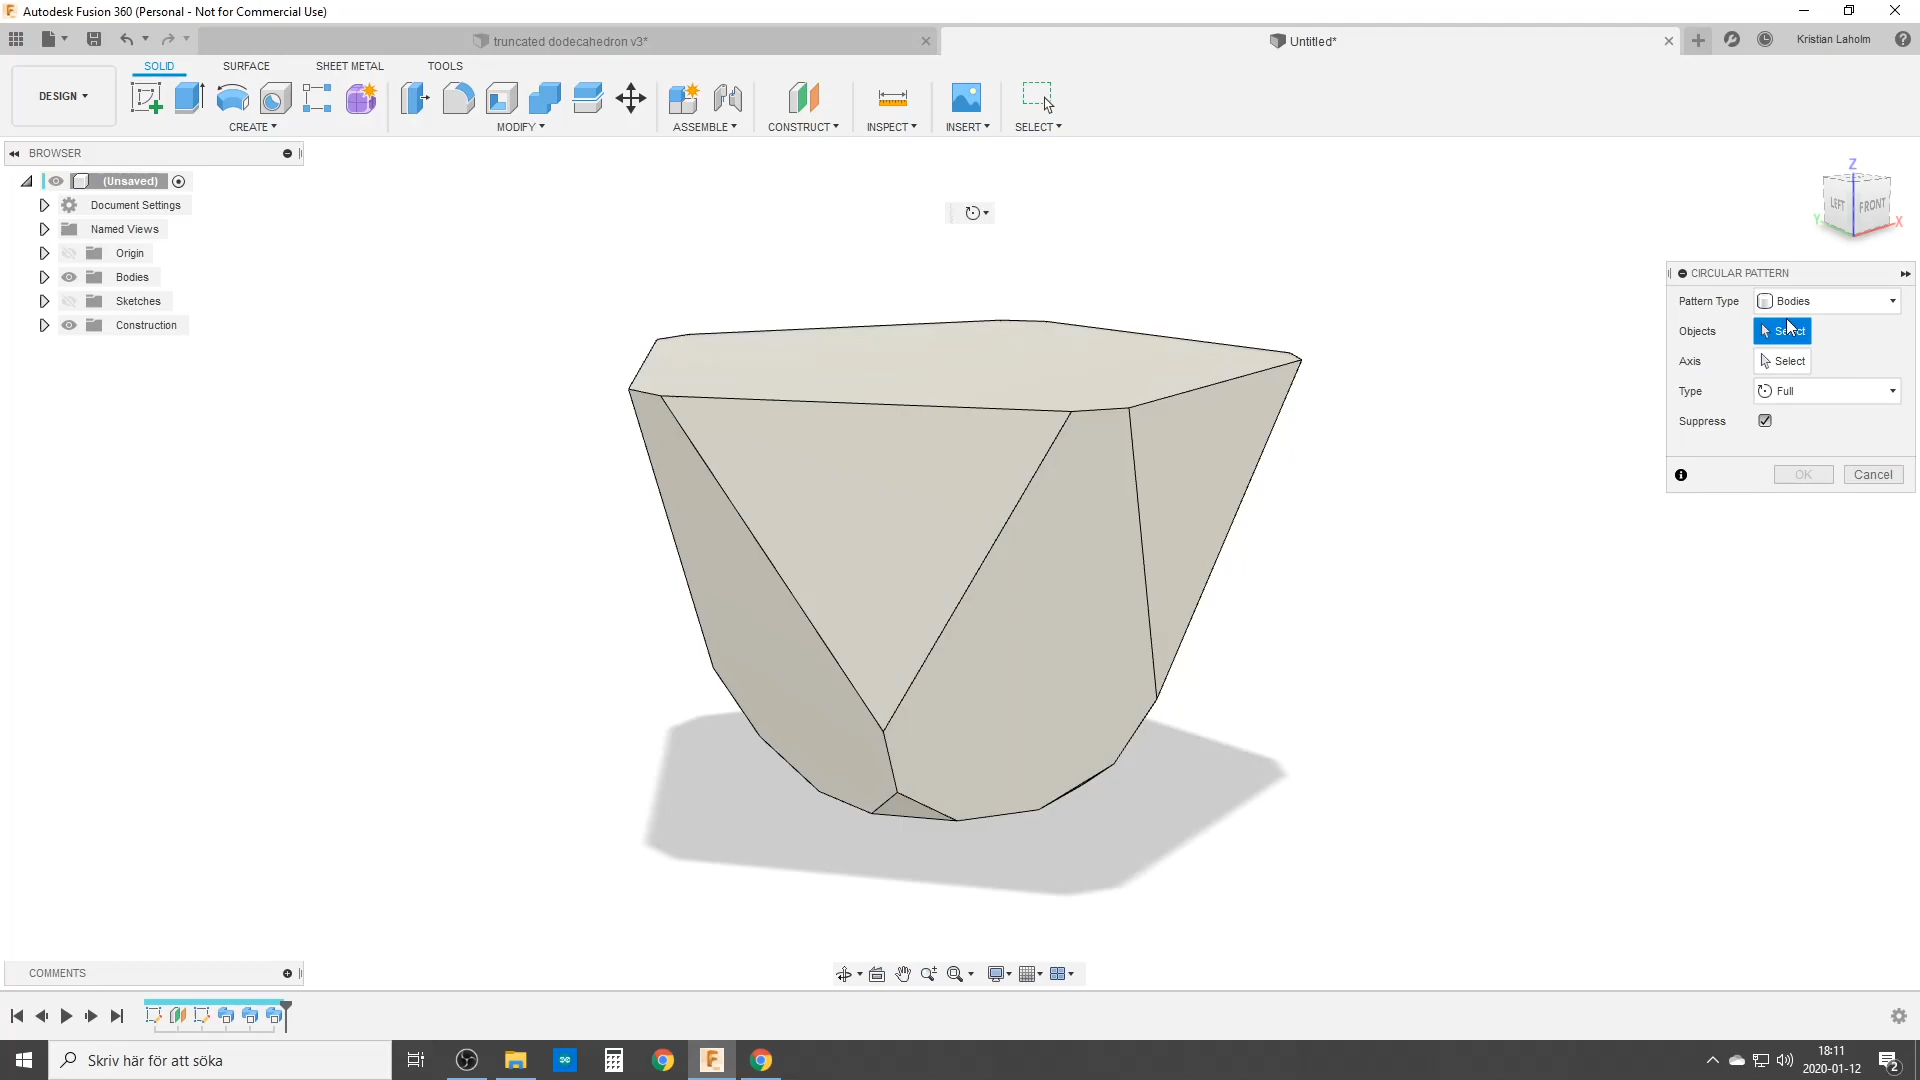 Autodesk Fusion 360 (Personal - Not for Commercial Use)
truncated dodecahedron v3*
Untitled*
Kristian Laholm
SOLID SURFACE SHEET METAL TOOLS
DESIGN
CREATE MODIFY ASSEMBLE CONSTRUCT INSPECT INSERT SELECT
BROWSER
(Unsaved)
Document Settings
Named Views
Origin
Bodies
Sketches
Construction
Z
LEFT FRONT
Y X
CIRCULAR PATTERN
Pattern Type Bodies
Objects Select
Axis Select
Type Full
Suppress
OK Cancel
COMMENTS
Skriv här för att söka
18:11
2020-01-12
2